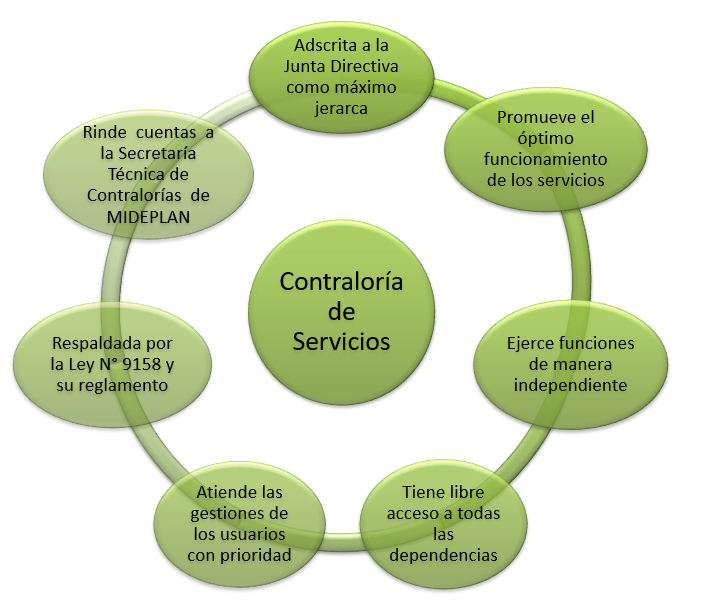 Adscrita a la
Junta Directiva
como máximo
jerarca
Promueve el
óptimo
funcionamiento
de los servicios
Ejerce funciones
de manera
independiente
Tiene libre
acceso a todas
las
dependencias
Atiende las
gestiones de
los usuarios
con prioridad
Respaldada por
la Ley N° 9158 y
su reglamento
Rinde cuentas a
la Secretaría
Técnica de
Contralorías de
MIDEPLAN
Contraloría
de
Servicios